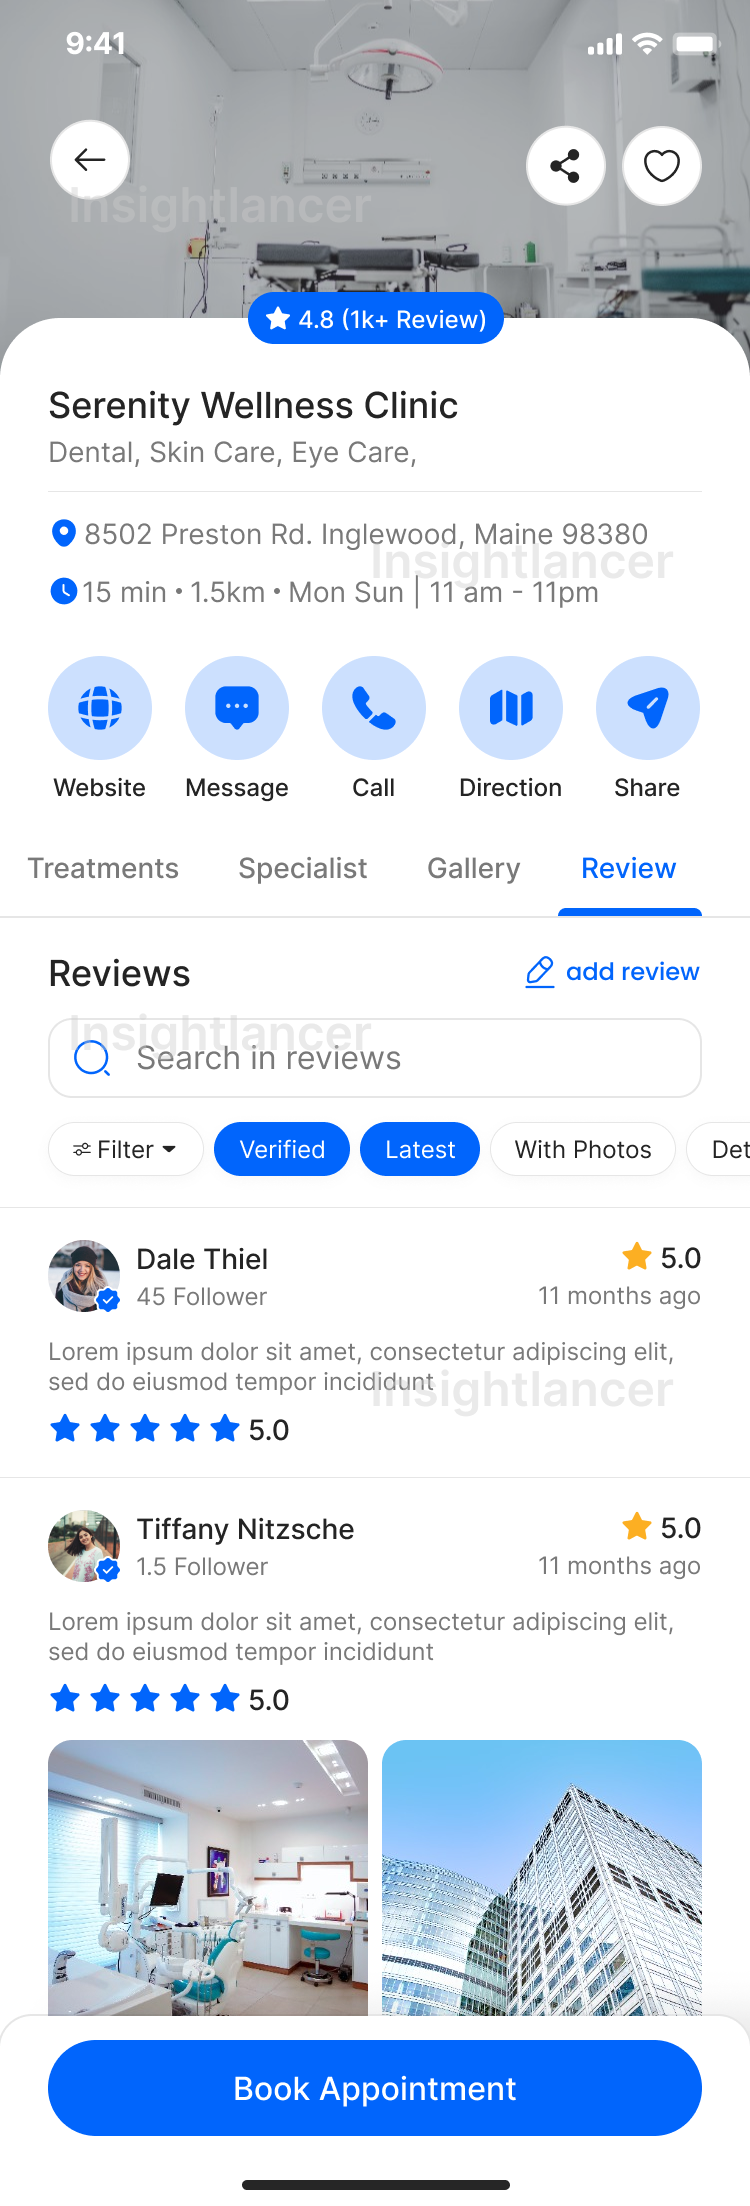 9:41
Insightlancer
4.8 (1k+ Review)
Serenity Wellness Clinic
Dental, Skin Care, Eye Care,
8502 Preston Rd. Inglewood, Maine 98380
Insightlancer
15 min • 1.5km • Mon Sun | 11 am - 11pm
Website Message Call Direction Share
Treatments Specialist Gallery Review
Reviews add review
Insightlancer
Search in reviews
Filter Verified Latest With Photos Det
Dale Thiel 5.0
45 Follower 11 months ago
Lorem ipsum dolor sit amet, consectetur adipiscing elit,
sed do eiusmod tempor incididunt
Insightlancer
5.0
Tiffany Nitzsche 5.0
1.5 Follower 11 months ago
Lorem ipsum dolor sit amet, consectetur adipiscing elit,
sed do eiusmod tempor incididunt
5.0
Book Appointment